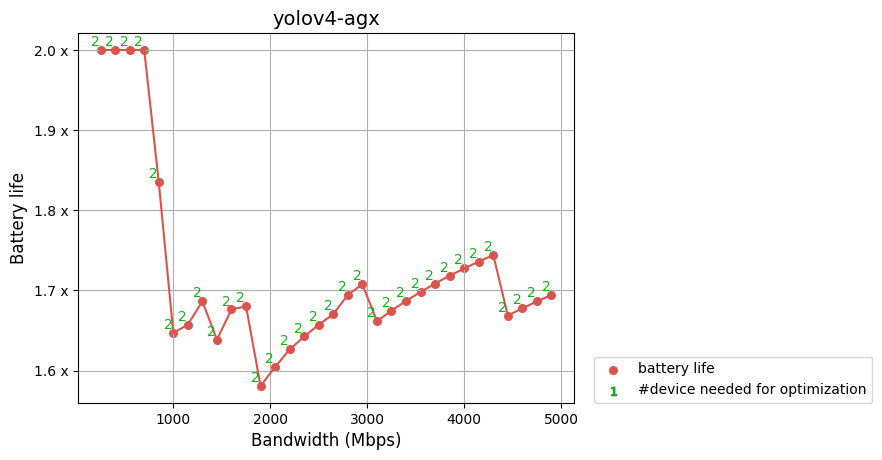 yolov4-agx
2 2 2 2
2.0 x
1.9 x
2
1.8 x
Battery life
2 2 2 2 2 2 2 2 2 2 2 2 2 2 2 2 2 2 2 2 2 2 2 2 2 2 2
1.7 x
1.6 x
1000 2000 3000 4000 5000
Bandwidth (Mbps)
battery life
1 #device needed for optimization